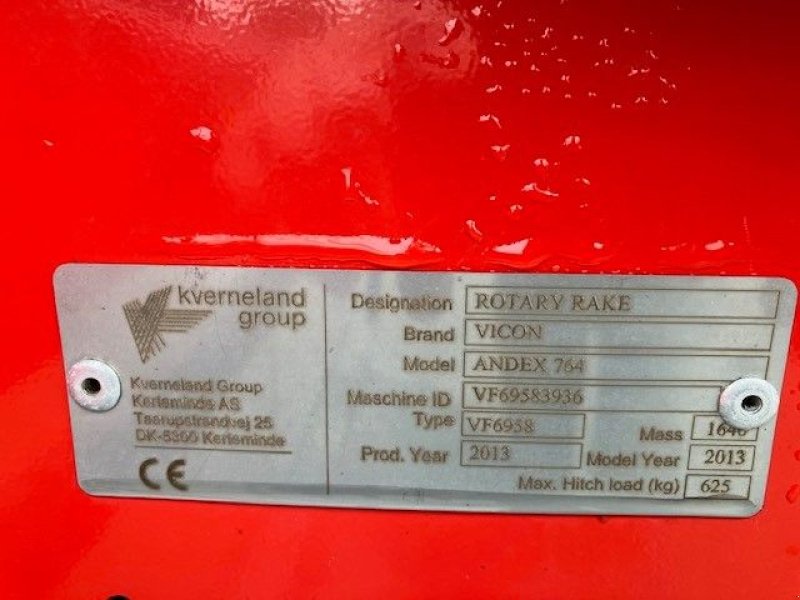 kverneland
group
Kverneland Group
Kerteminde AS
Taarupstrandvej 25
DK-5300 Kerteminde
CE
Designation ROTARY RAKE
Brand VICON
Model ANDEX 764
Maschine ID VF69583936
Type VF6958 Mass
Prod. Year 2013 Model Year 2013
Max. Hitch load (kg) 625